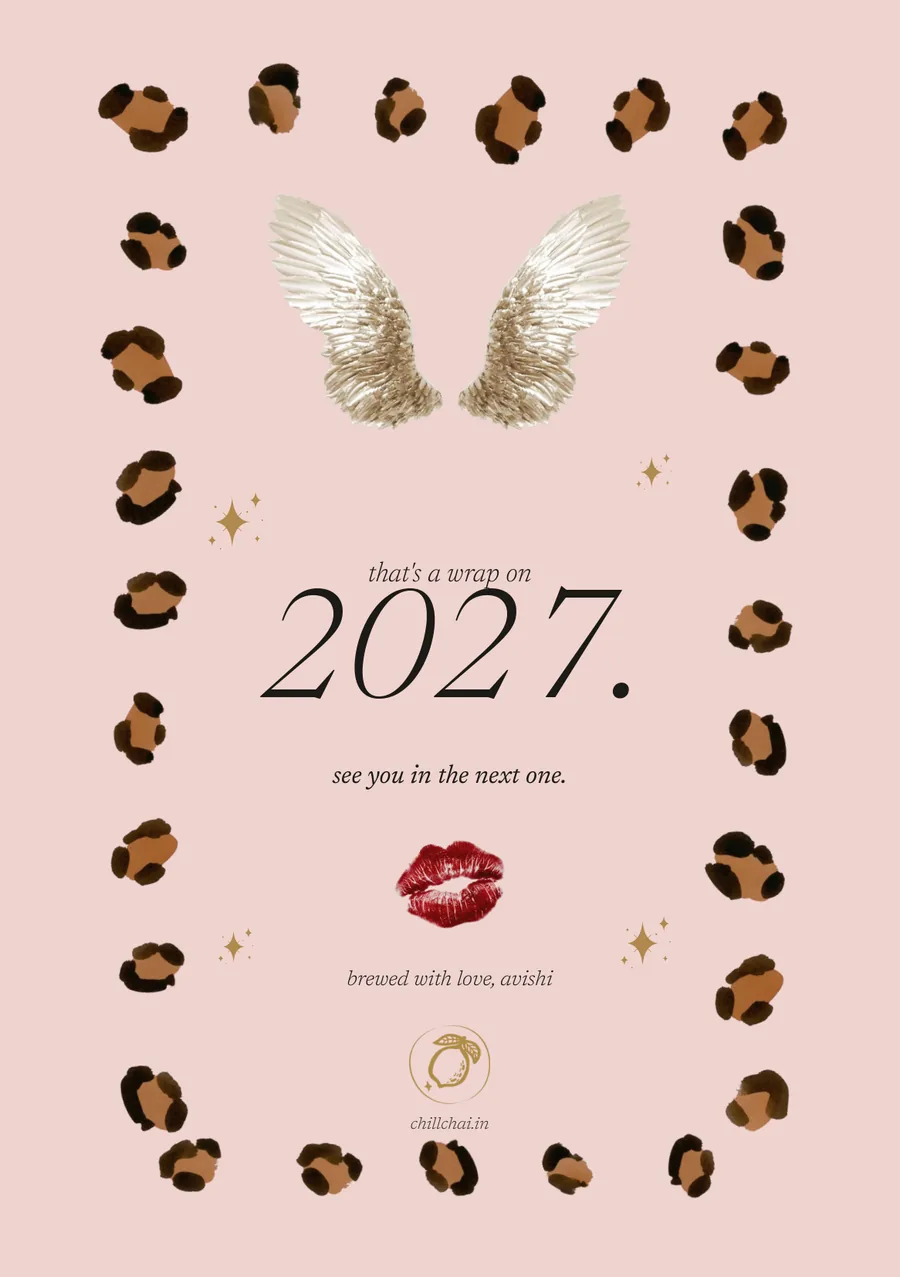 that's a wrap on
2027.
see you in the next one.
brewed with love, avishi
chillchai.in